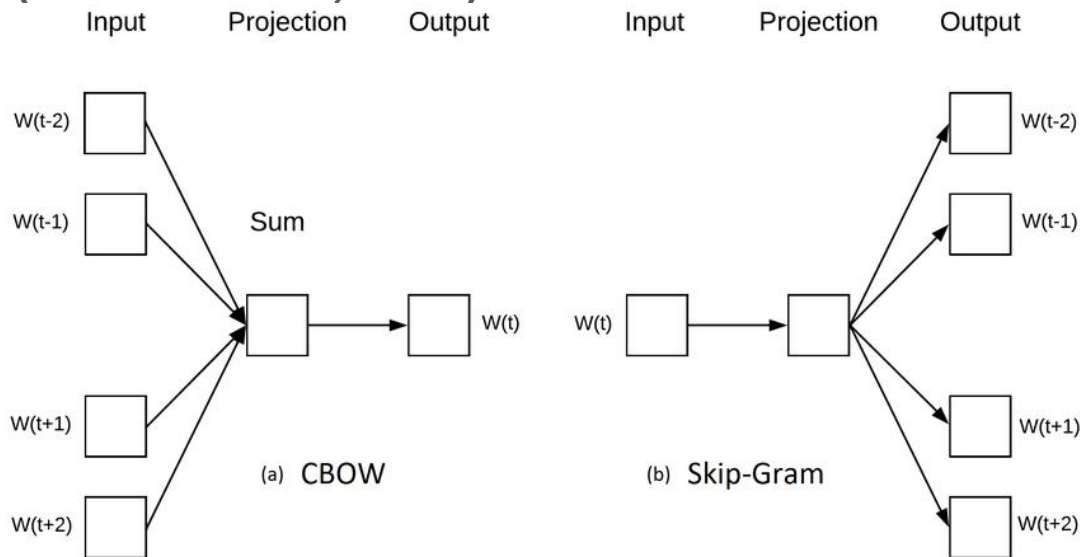 Input Projection Output Input Projection Output
W(t-2) W(t-2)
W(t-1) Sum W(t-1)
W(t) W(t)
W(t+1) W(t+1)
(a) CBOW (b) Skip-Gram
W(t+2) W(t+2)